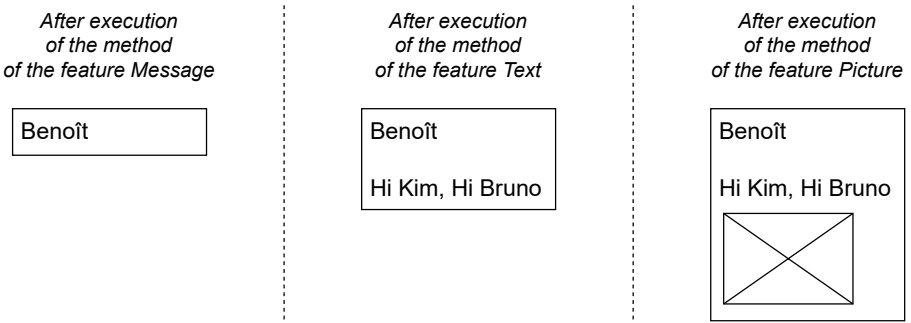 After execution
of the method
of the feature Message
Benoît
After execution
of the method
of the feature Text
Benoît
Hi Kim, Hi Bruno
After execution
of the method
of the feature Picture
Benoît
Hi Kim, Hi Bruno